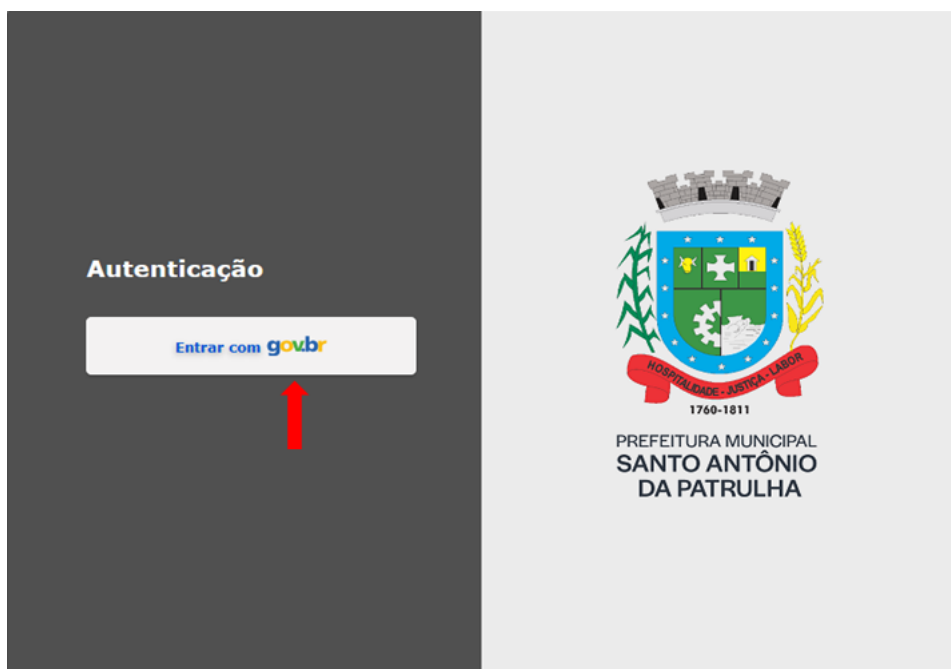 Autenticação
Entrar com gov.br
HOSPITALIDADE - JUSTIÇA - LABOR
1760-1811
PREFEITURA MUNICIPAL
SANTO ANTÔNIO
DA PATRULHA